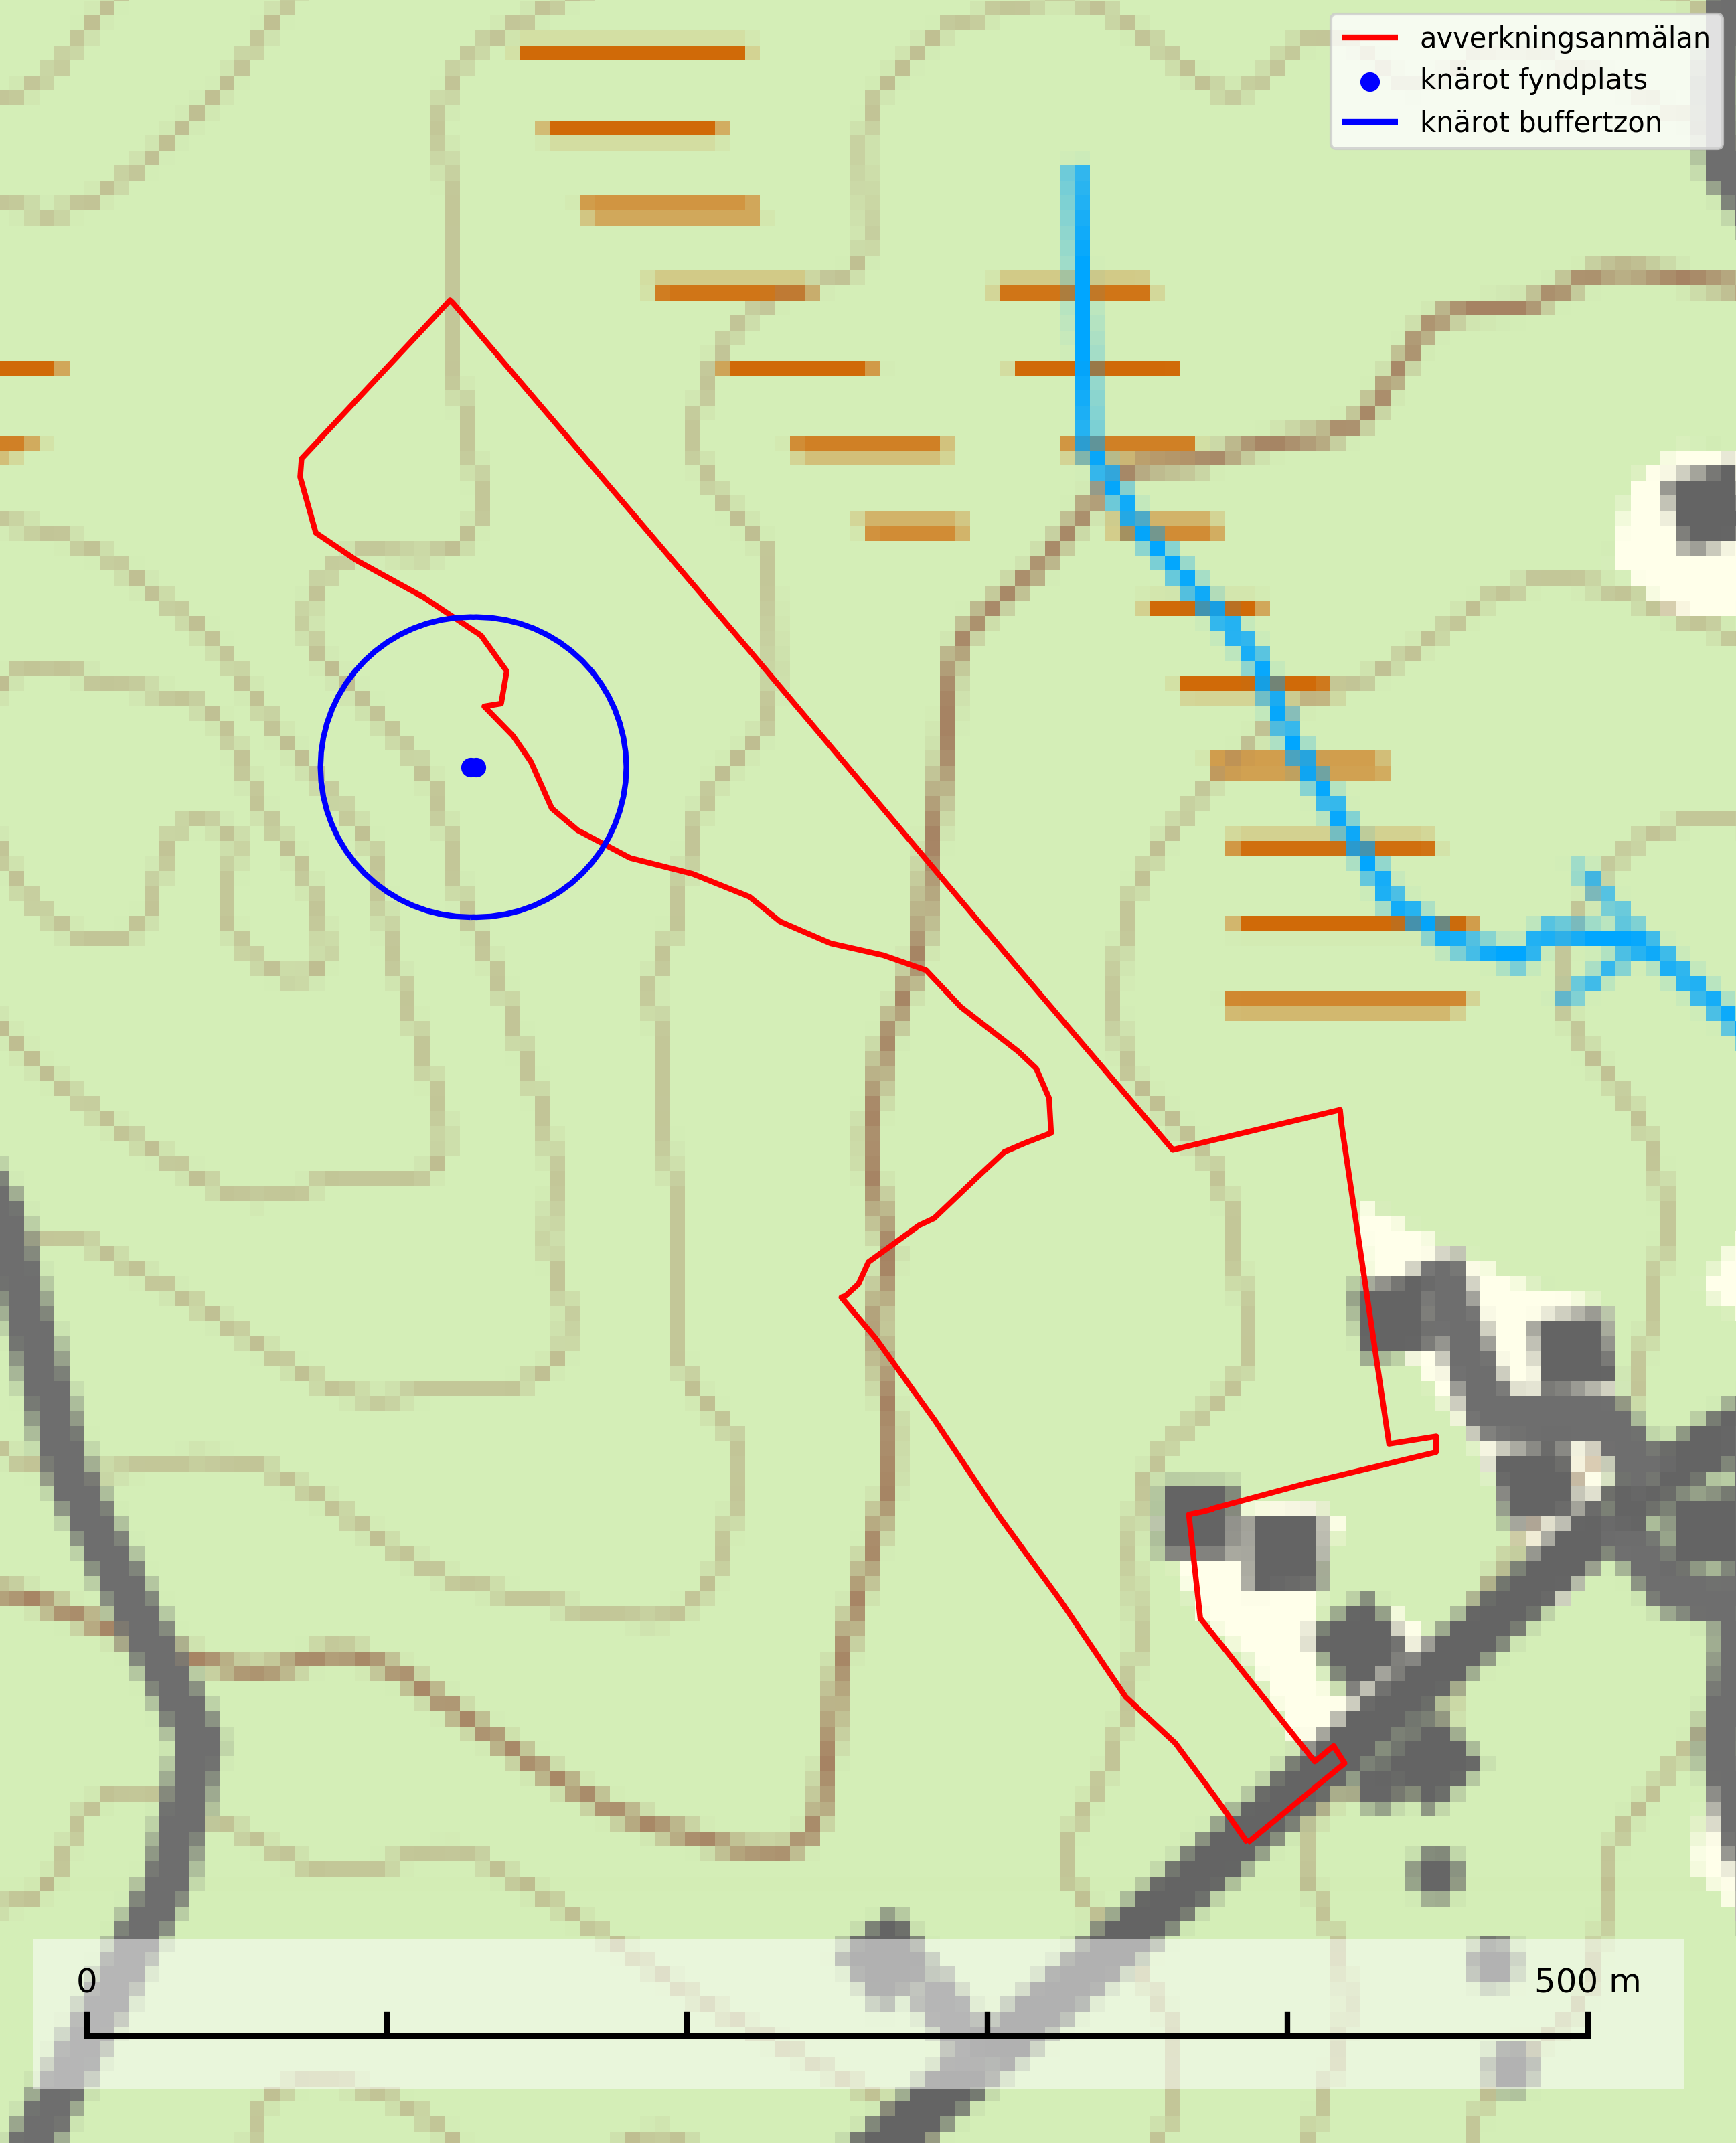 avverkningsanmälan
knärot fyndplats
knärot buffertzon
0 500 m